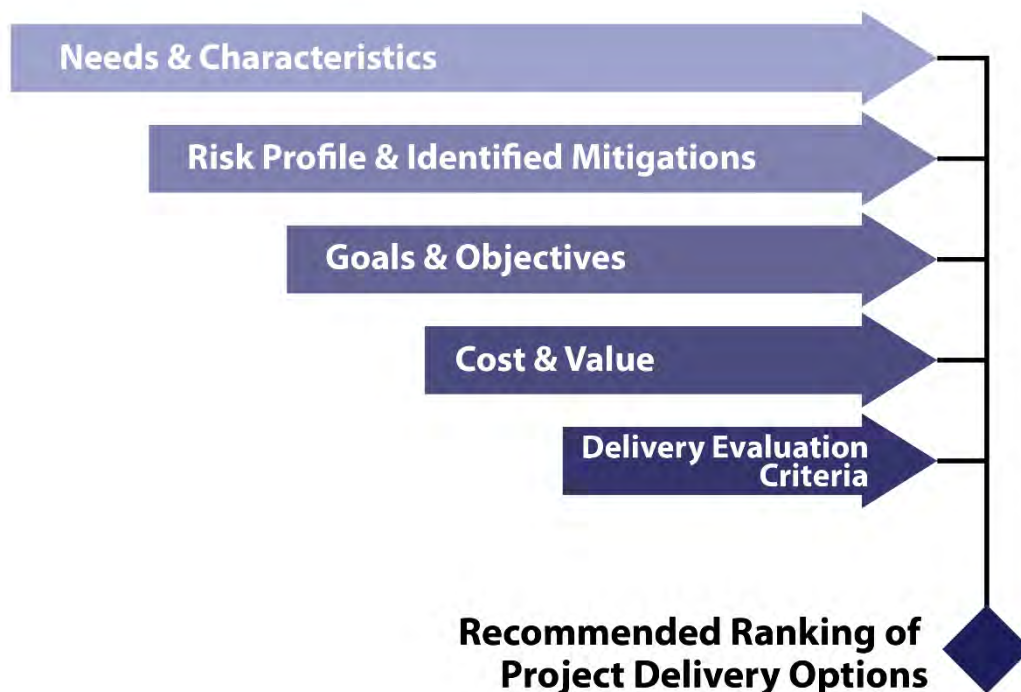 Needs & Characteristics
Risk Profile & Identified Mitigations
Goals & Objectives
Cost & Value
Delivery Evaluation
Criteria
Recommended Ranking of
Project Delivery Options